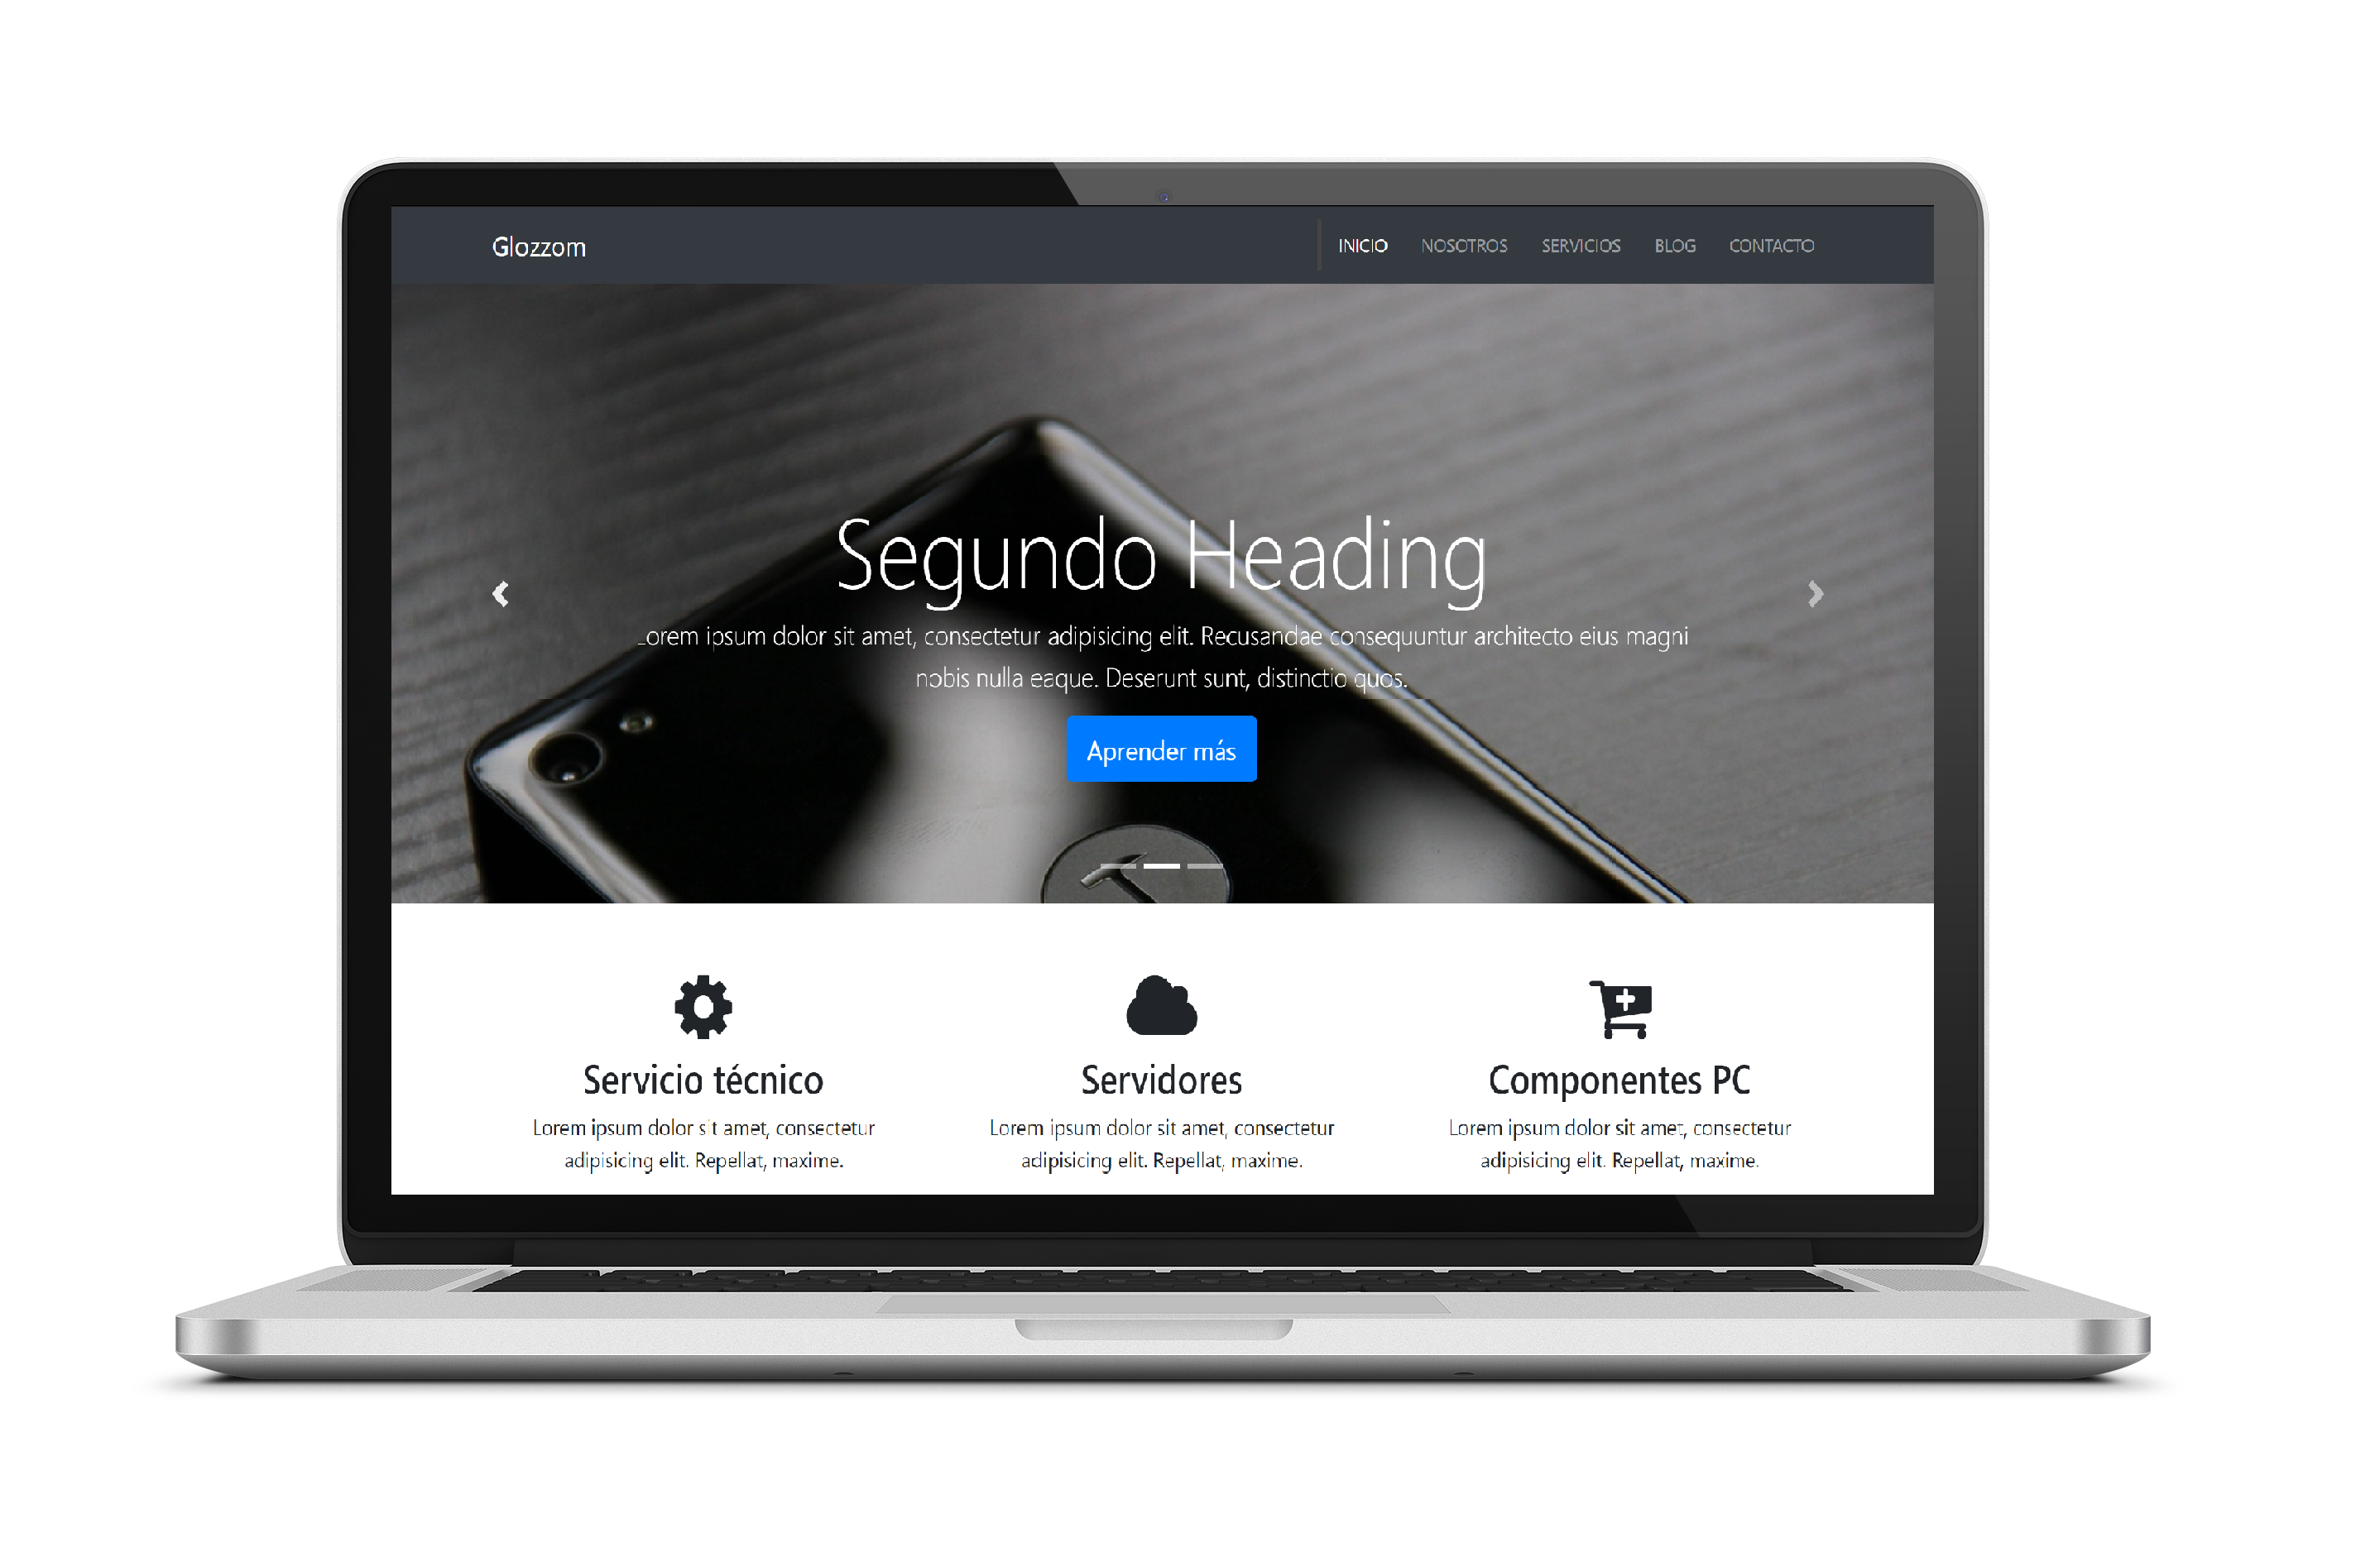 Glozzom
INICIO NOSOTROS SERVICIOS BLOG CONTACTO
Segundo Heading
Lorem ipsum dolor sit amet, consectetur adipisicing elit. Recusandae consequuntur architecto eius magni
nobis nulla eaque. Deserunt sunt, distinctio quos.
Aprender más
Servicio técnico
Lorem ipsum dolor sit amet, consectetur
adipisicing elit. Repellat, maxime.
Servidores
Lorem ipsum dolor sit amet, consectetur
adipisicing elit. Repellat, maxime.
Componentes PC
Lorem ipsum dolor sit amet, consectetur
adipisicing elit. Repellat, maxime.